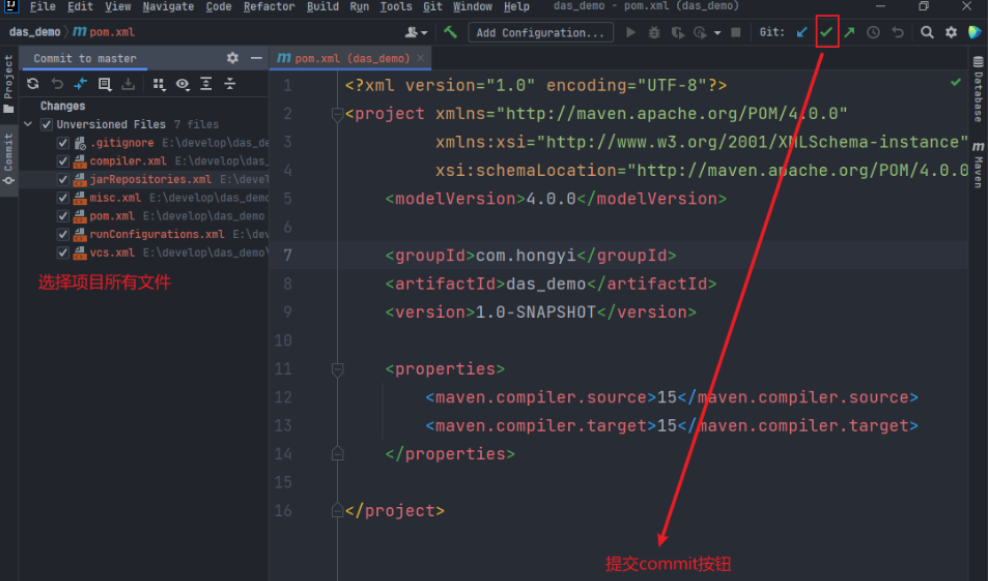 File Edit View Navigate Code Refactor Build Run Tools Git Window Help das_demo - pom.xml (das_demo)
das_demo m pom.xml Add Configuration... Git:
Commit to master
m pom.xml (das_demo)
Project
Commit
Database
m Maven
Changes
Unversioned Files 7 files
.gitignore E:\develop\das_de
compiler.xml E:\develop\das_
jarRepositories.xml E:\devel
misc.xml E:\develop\das_demo
pom.xml E:\develop\das_demo
runConfigurations.xml E:\dev
vcs.xml E:\develop\das_demo\
选择项目所有文件
1 <?xml version="1.0" encoding="UTF-8"?>
2 <project xmlns="http://maven.apache.org/POM/4.0.0"
3 xmlns:xsi="http://www.w3.org/2001/XMLSchema-instance"
4 xsi:schemaLocation="http://maven.apache.org/POM/4.0.0
5 <modelVersion>4.0.0</modelVersion>
6
7 <groupId>com.hongyi</groupId>
8 <artifactId>das_demo</artifactId>
9 <version>1.0-SNAPSHOT</version>
10
11 <properties>
12 <maven.compiler.source>15</maven.compiler.source>
13 <maven.compiler.target>15</maven.compiler.target>
14 </properties>
15
16 </project>
提交commit按钮